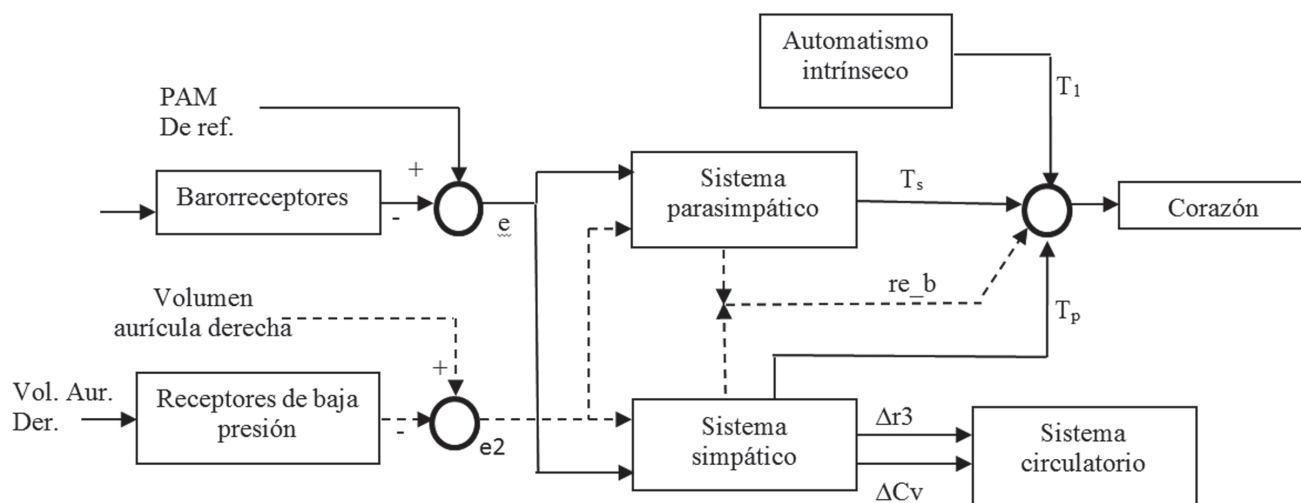 Automatismo
intrínseco
T1
PAM
De ref.
+
Barorreceptores
-
e
Sistema
parasimpático
Ts
Corazón
Volumen
aurícula derecha
re_b
Tp
+
Vol. Aur.
Der.
Receptores de baja
presión
-
e2
Sistema
simpático
Δr3
ΔCv
Sistema
circulatorio